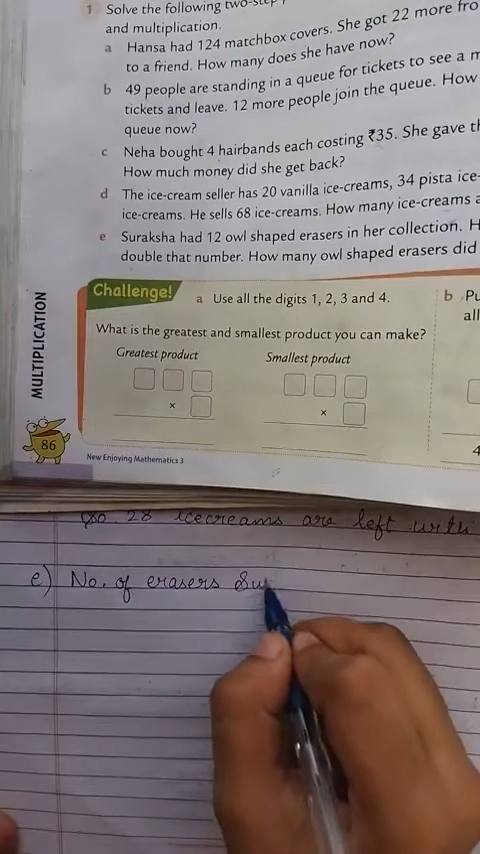 1 Solve the following two-step
and multiplication.
a Hansa had 124 matchbox covers. She got 22 more fro
to a friend. How many does she have now?
b 49 people are standing in a queue for tickets to see a m
tickets and leave. 12 more people join the queue. How
queue now?
c Neha bought 4 hairbands each costing ₹35. She gave th
How much money did she get back?
d The ice-cream seller has 20 vanilla ice-creams, 34 pista ice-
ice-creams. He sells 68 ice-creams. How many ice-creams a
e Suraksha had 12 owl shaped erasers in her collection. H
double that number. How many owl shaped erasers did
Challenge!
a Use all the digits 1, 2, 3 and 4.
What is the greatest and smallest product you can make?
Greatest product Smallest product
× ×
b Pu
all
4
MULTIPLICATION
86
New Enjoying Mathematics 3
28 icecreams are left with
e) No. of erasers Su